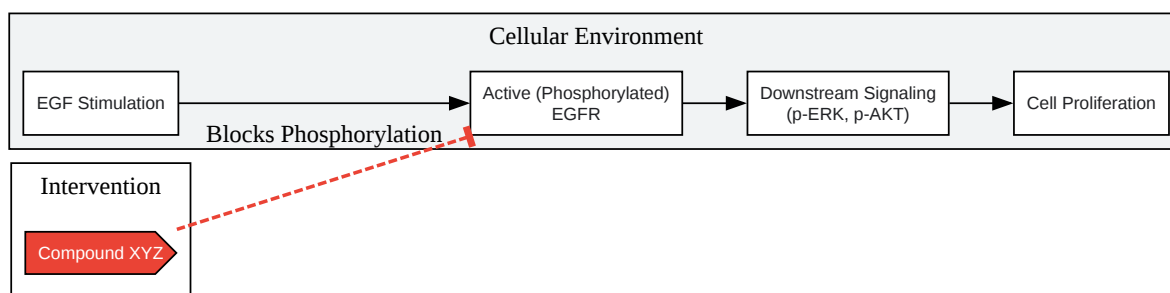 Cellular Environment
EGF Stimulation
Active (Phosphorylated)
EGFR
Downstream Signaling
(p-ERK, p-AKT)
Cell Proliferation
Blocks Phosphorylation
Intervention
Compound XYZ